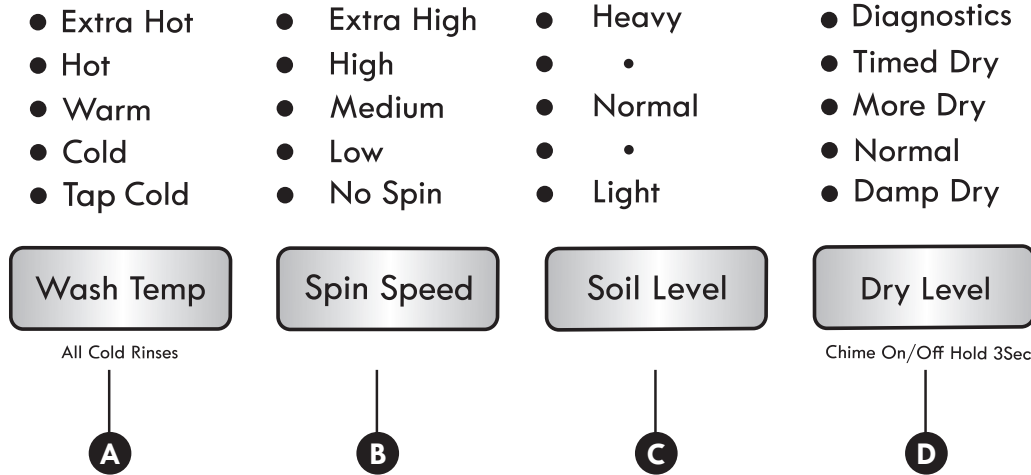 Extra Hot
Hot
Warm
Cold
Tap Cold
Wash Temp
All Cold Rinses
A
Extra High
High
Medium
Low
No Spin
Spin Speed
B
Heavy
Normal
Light
Soil Level
C
Diagnostics
Timed Dry
More Dry
Normal
Damp Dry
Dry Level
Chime On/Off Hold 3Sec
D